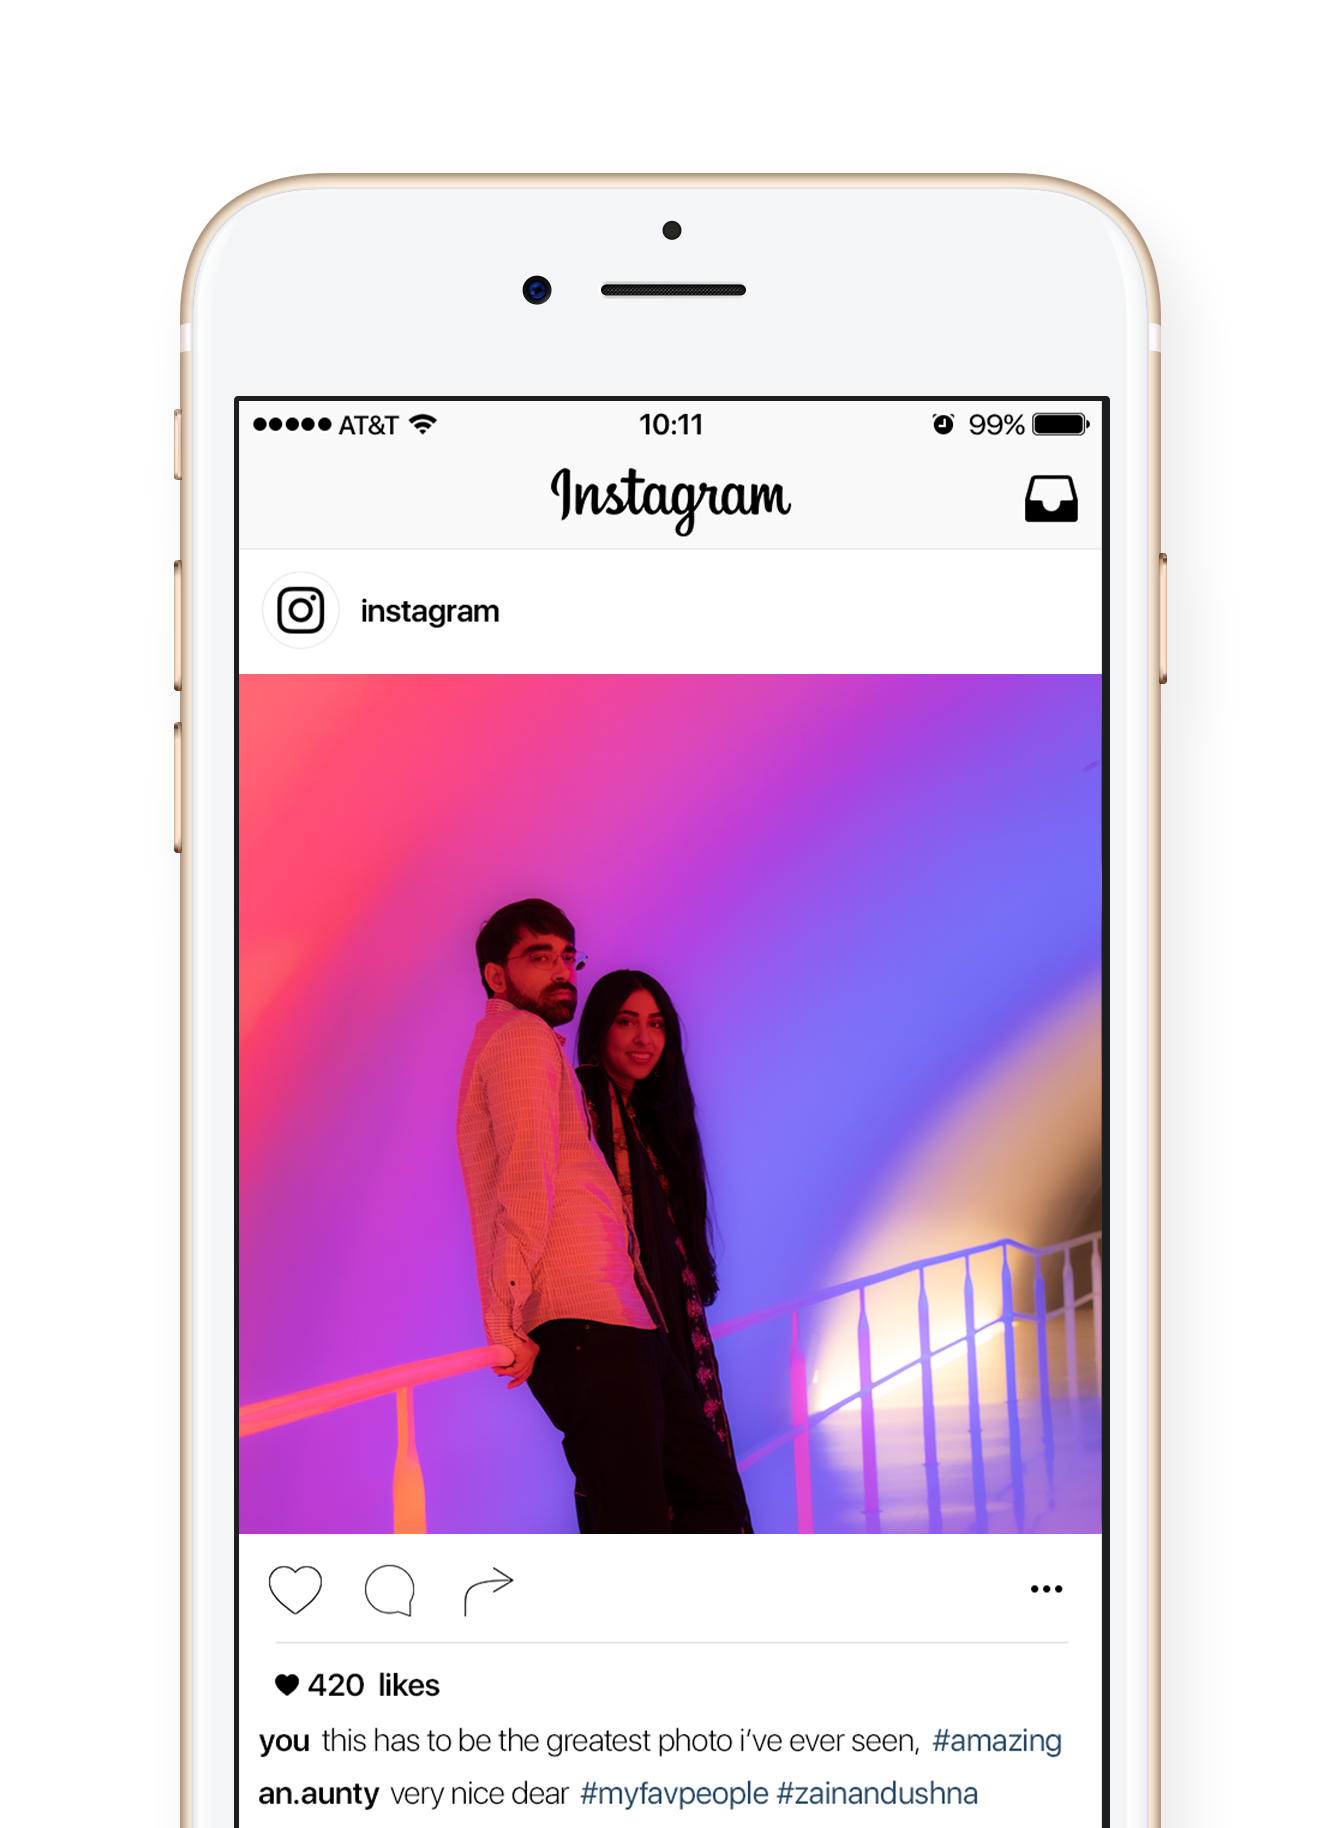 AT&T 10:11 99%
Instagram
instagram
420 likes
you this has to be the greatest photo i’ve ever seen, #amazing
an.aunty very nice dear #myfavpeople #zainandushna